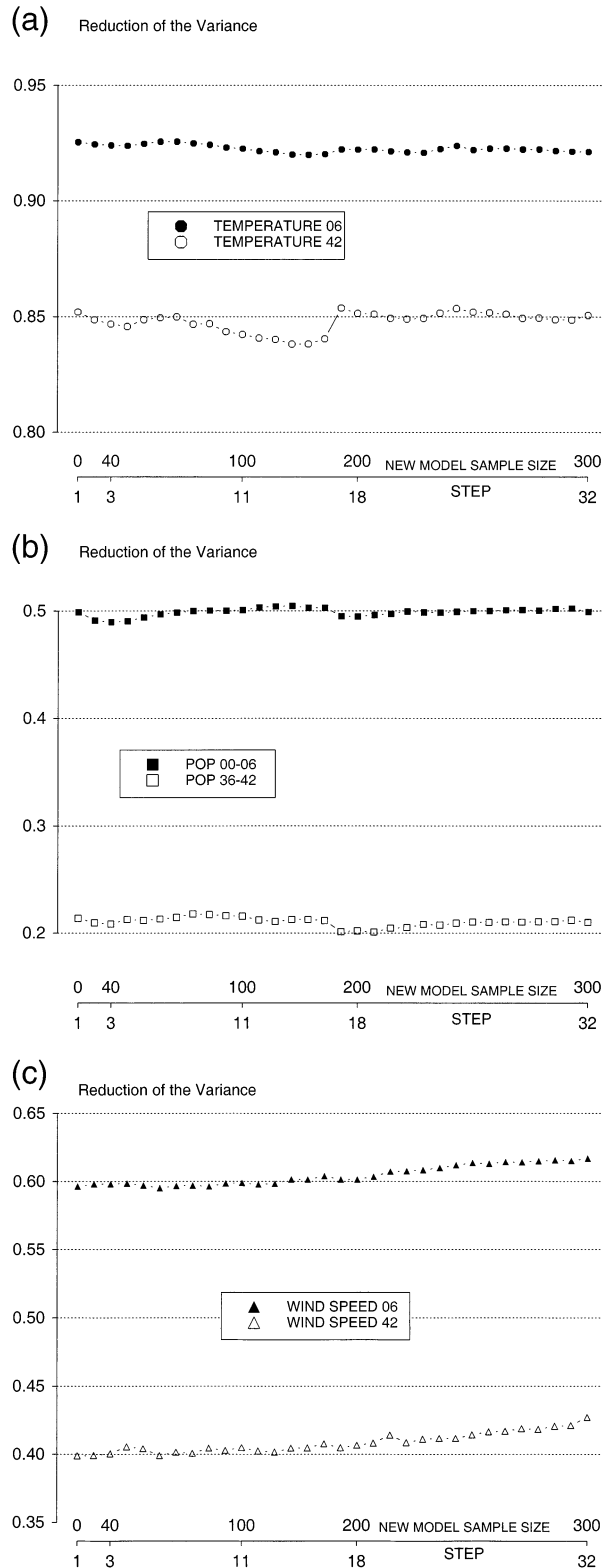 (a)
Reduction of the Variance
0.95
0.90
TEMPERATURE 06
TEMPERATURE 42
0.85
0.80
0 40 100 200 NEW MODEL SAMPLE SIZE 300
1 3 11 18 STEP 32
(b)
Reduction of the Variance
0.5
0.4
POP 00-06
POP 36-42
0.3
0.2
0 40 100 200 NEW MODEL SAMPLE SIZE 300
1 3 11 18 STEP 32
(c)
Reduction of the Variance
0.65
0.60
0.55
WIND SPEED 06
0.50
WIND SPEED 42
0.45
0.40
0.35
0 40 100 200 NEW MODEL SAMPLE SIZE 300
1 3 11 18 STEP 32